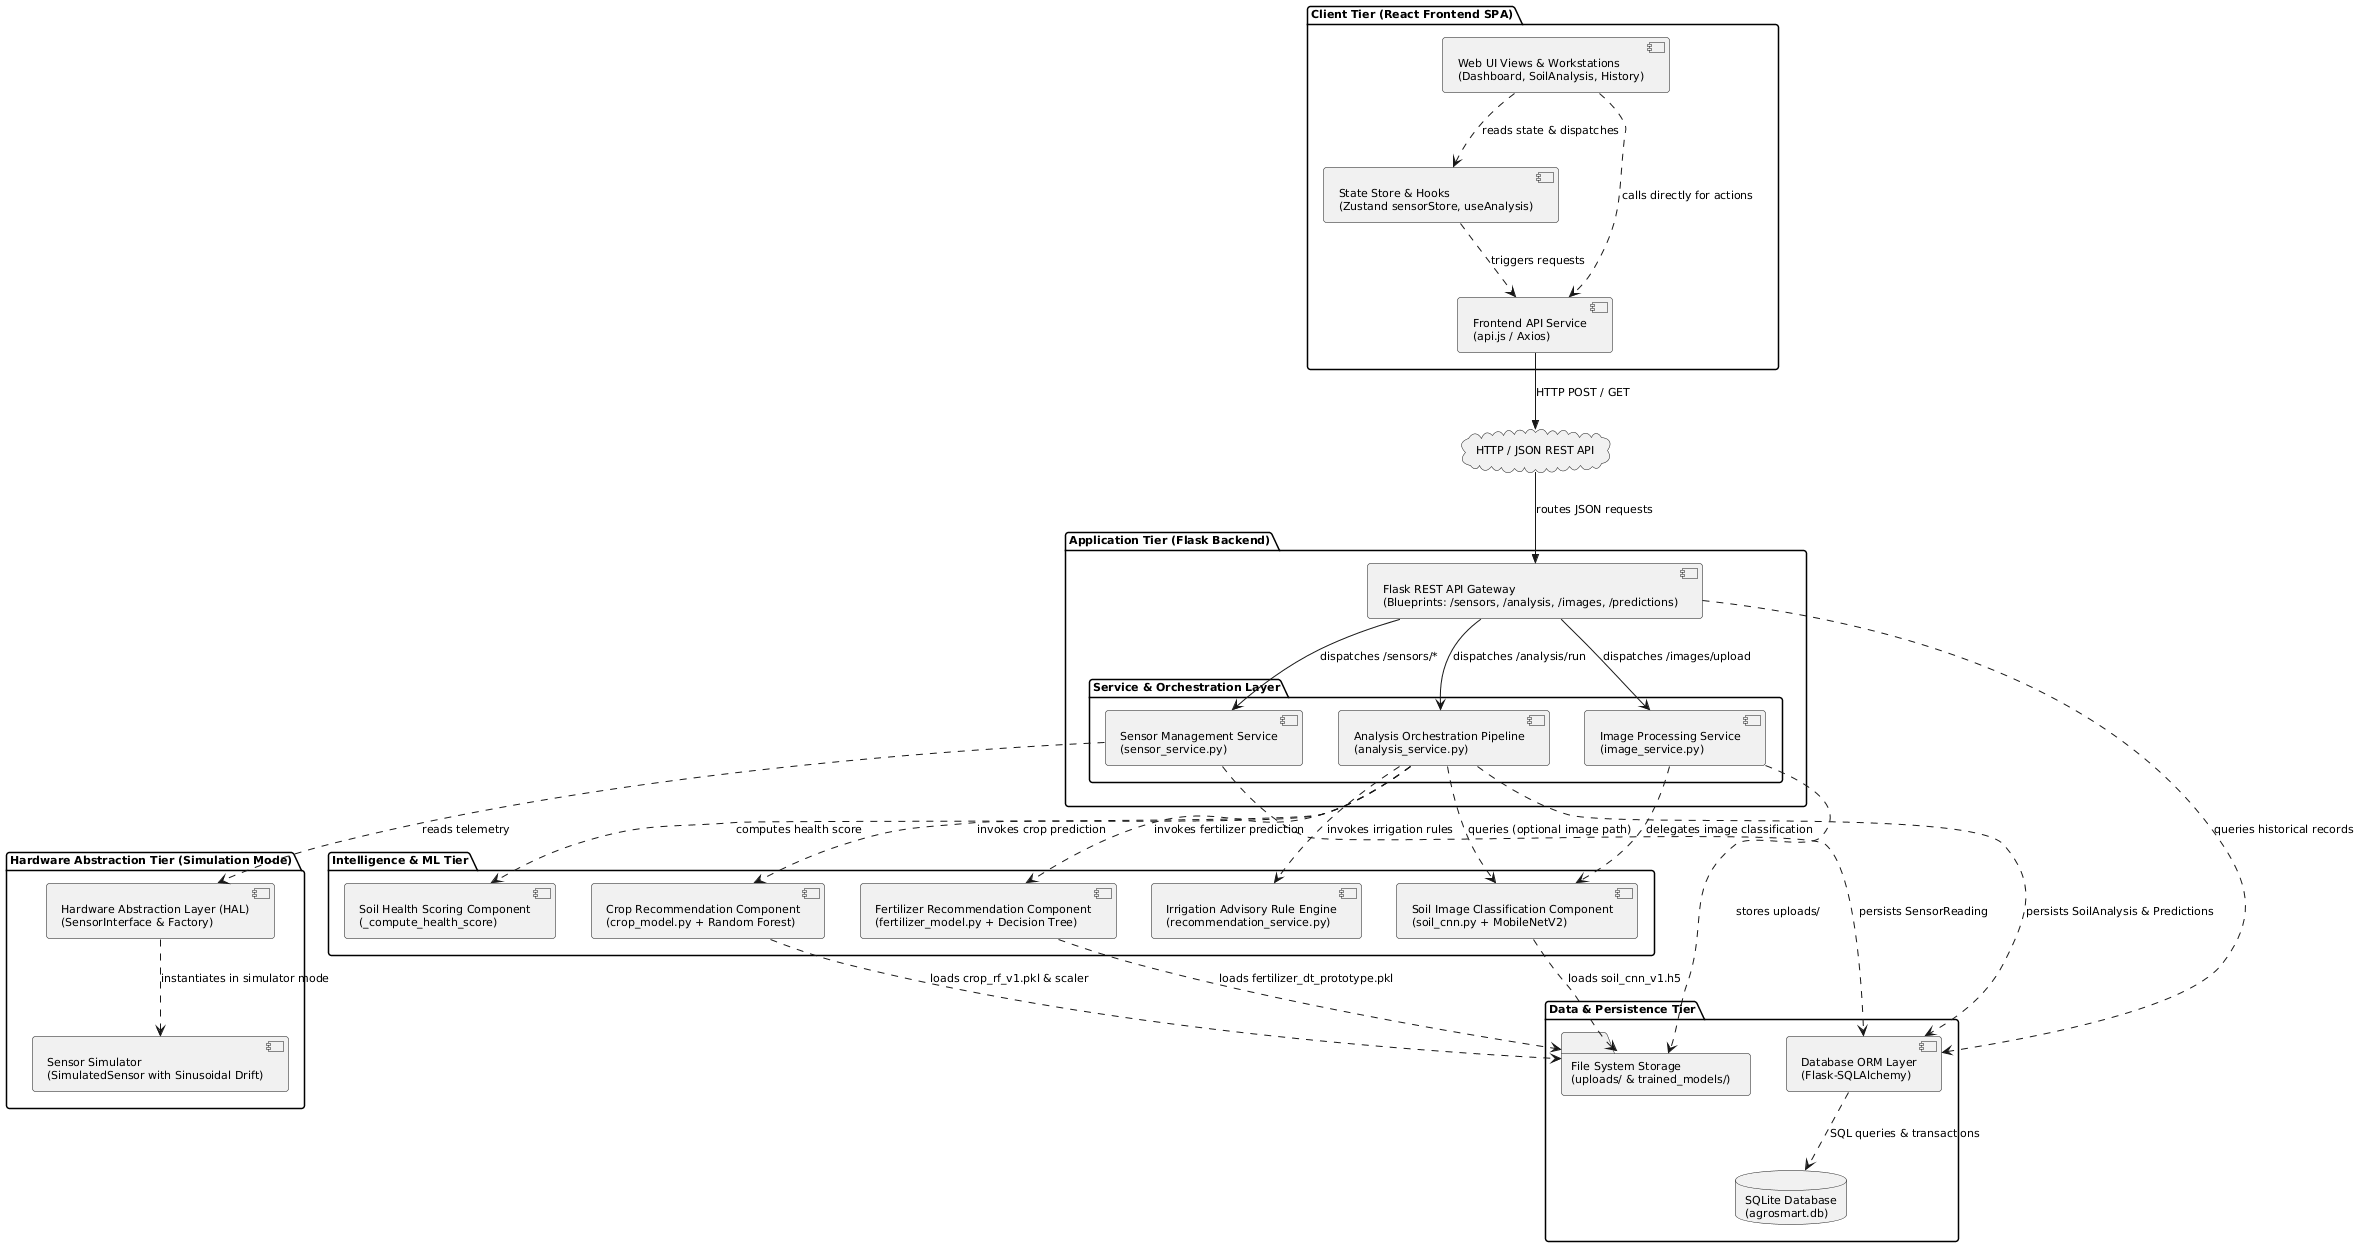 Client Tier (React Frontend SPA)
Web UI Views & Workstations
(Dashboard, SoilAnalysis, History)
reads state & dispatches
State Store & Hooks
(Zustand sensorStore, useAnalysis)
calls directly for actions
triggers requests
Frontend API Service
(api.js / Axios)
HTTP POST / GET
HTTP / JSON REST API
routes JSON requests
Application Tier (Flask Backend)
Flask REST API Gateway
(Blueprints: /sensors, /analysis, /images, /predictions)
dispatches /sensors/*
dispatches /analysis/run
dispatches /images/upload
Service & Orchestration Layer
Sensor Management Service
(sensor_service.py)
Analysis Orchestration Pipeline
(analysis_service.py)
Image Processing Service
(image_service.py)
reads telemetry
computes health score
invokes crop prediction
invokes fertilizer prediction
invokes irrigation rules
queries (optional image path)
delegates image classification
queries historical records
Hardware Abstraction Tier (Simulation Mode)
Hardware Abstraction Layer (HAL)
(SensorInterface & Factory)
instantiates in simulator mode
Sensor Simulator
(SimulatedSensor with Sinusoidal Drift)
Intelligence & ML Tier
Soil Health Scoring Component
(_compute_health_score)
Crop Recommendation Component
(crop_model.py + Random Forest)
Fertilizer Recommendation Component
(fertilizer_model.py + Decision Tree)
Irrigation Advisory Rule Engine
(recommendation_service.py)
Soil Image Classification Component
(soil_cnn.py + MobileNetV2)
stores uploads/
persists SensorReading
persists SoilAnalysis & Predictions
loads crop_rf_v1.pkl & scaler
loads fertilizer_dt_prototype.pkl
loads soil_cnn_v1.h5
Data & Persistence Tier
File System Storage
(uploads/ & trained_models/)
Database ORM Layer
(Flask-SQLAlchemy)
SQL queries & transactions
SQLite Database
(agrosmart.db)